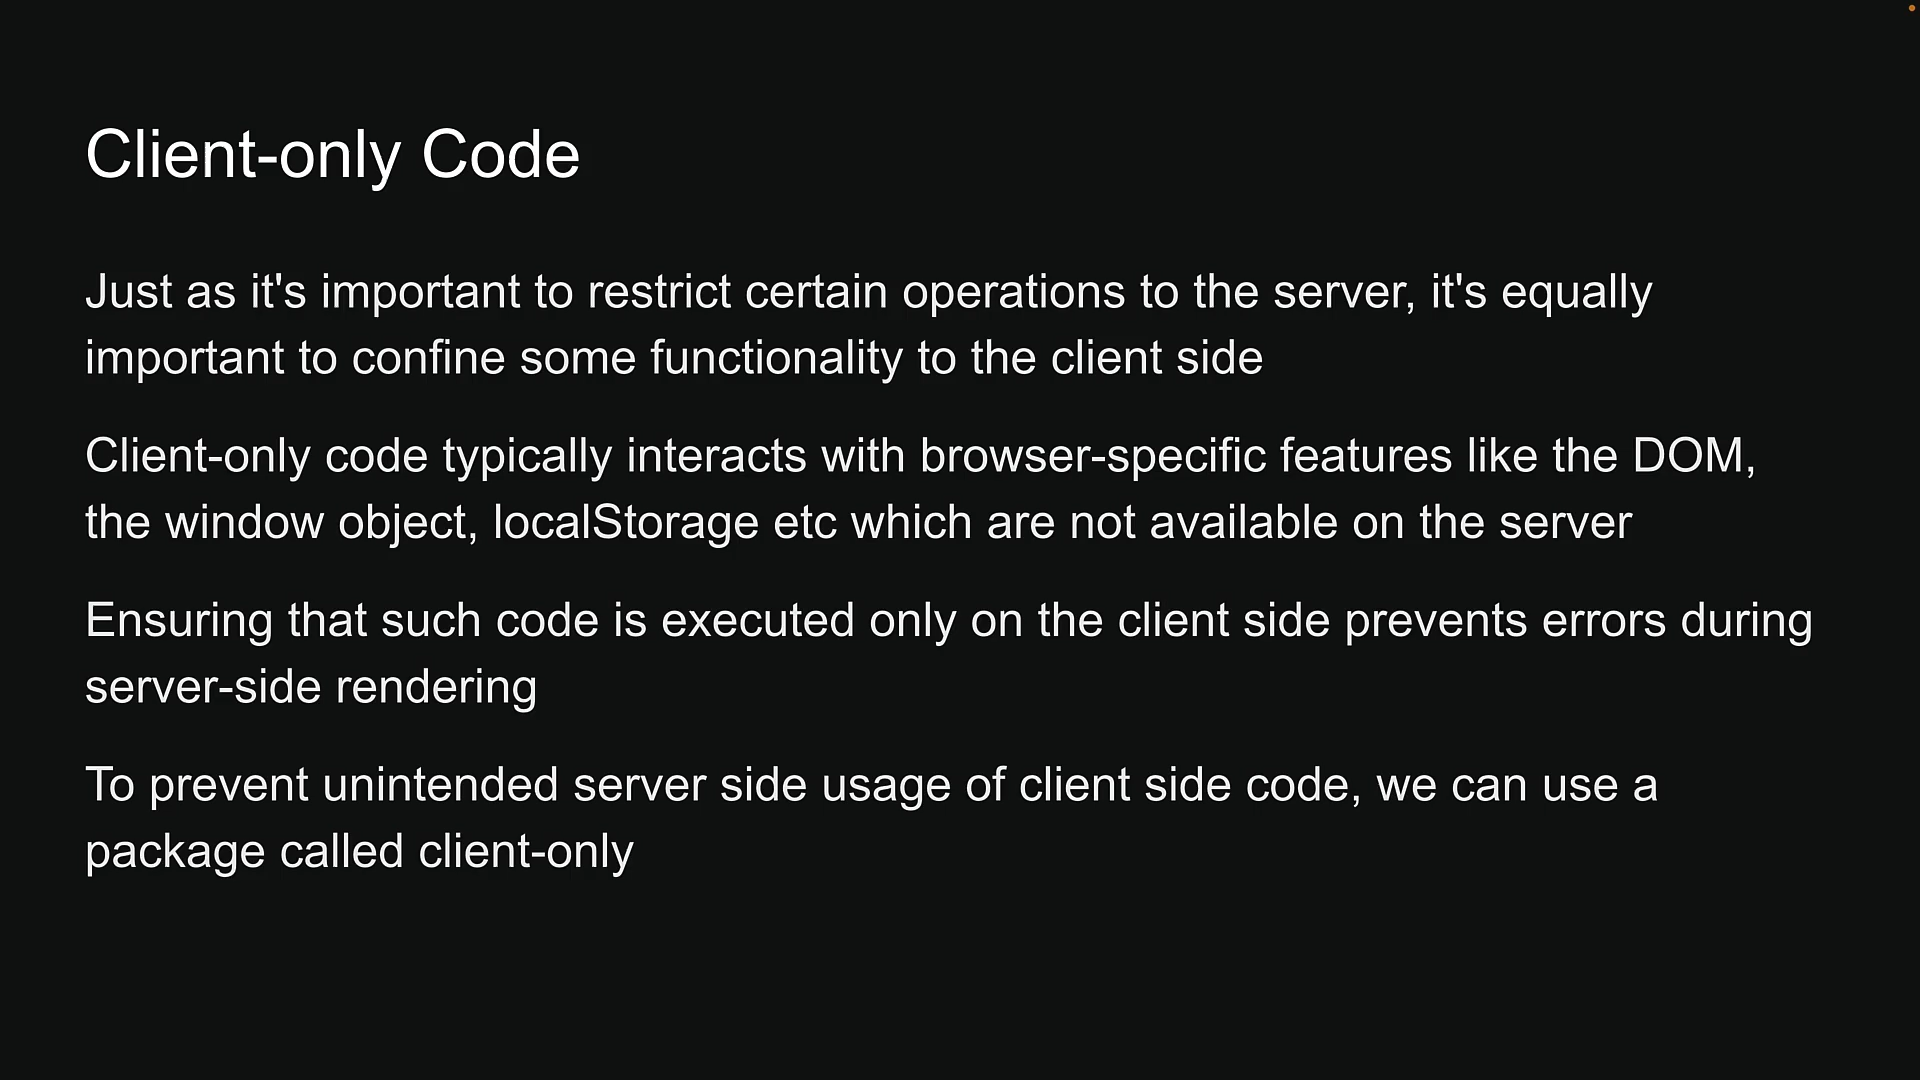 Client-only Code
Just as it's important to restrict certain operations to the server, it's equally
important to confine some functionality to the client side
Client-only code typically interacts with browser-specific features like the DOM,
the window object, localStorage etc which are not available on the server
Ensuring that such code is executed only on the client side prevents errors during
server-side rendering
To prevent unintended server side usage of client side code, we can use a
package called client-only